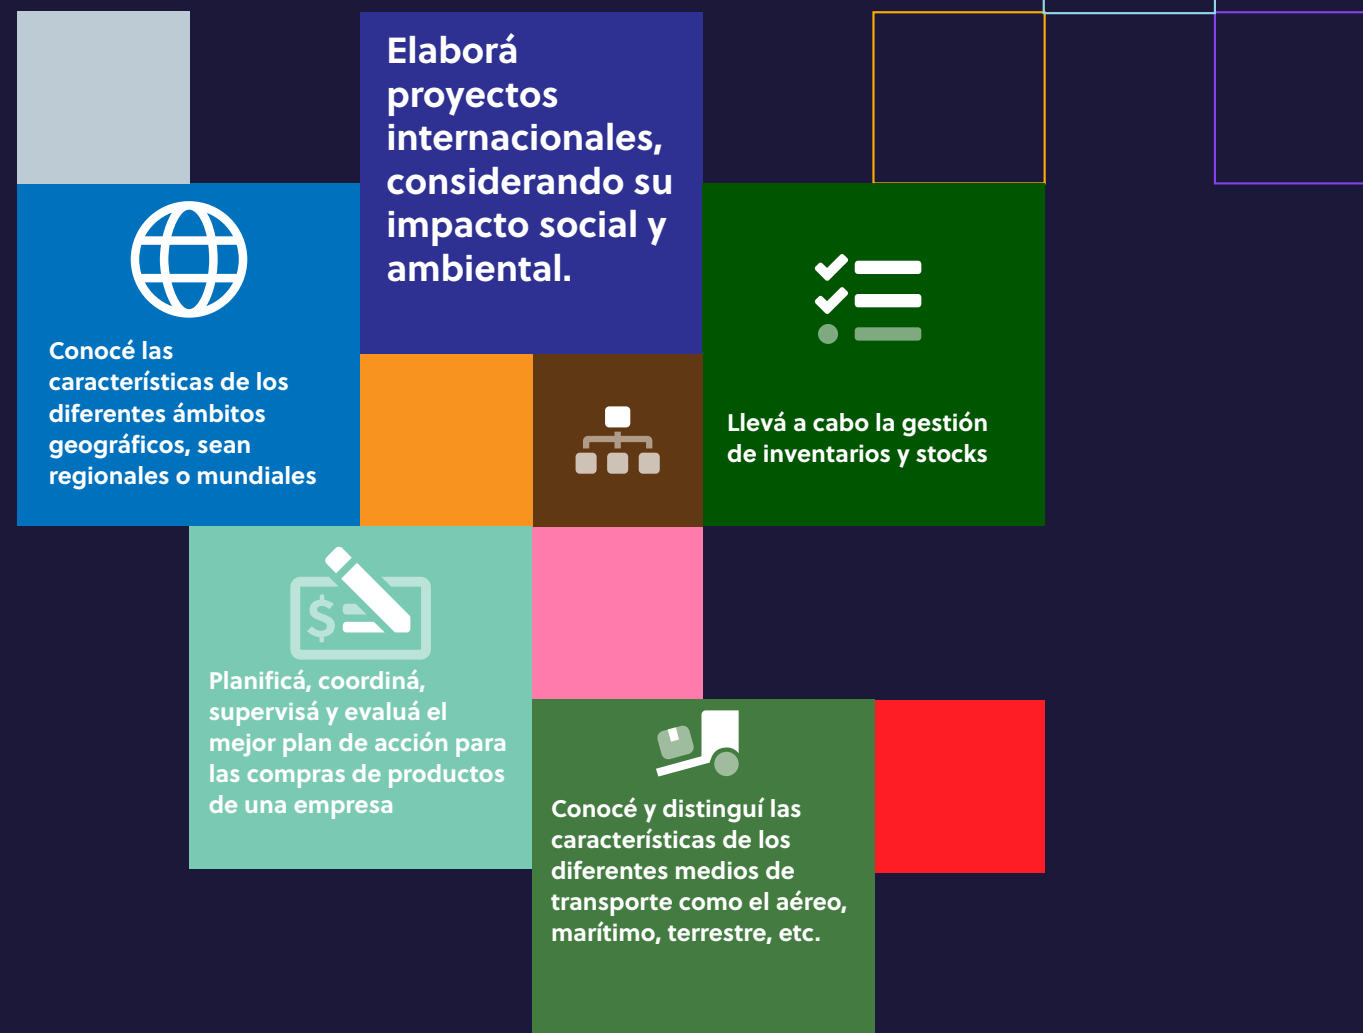 Elaborá
proyectos
internacionales,
considerando su
impacto social y
ambiental.
Conocé las
características de los
diferentes ámbitos
geográficos, sean
regionales o mundiales
Llevá a cabo la gestión
de inventarios y stocks
$
Planificá, coordiná,
supervisá y evaluá el
mejor plan de acción para
las compras de productos
de una empresa
Conocé y distinguí las
características de los
diferentes medios de
transporte como el aéreo,
marítimo, terrestre, etc.